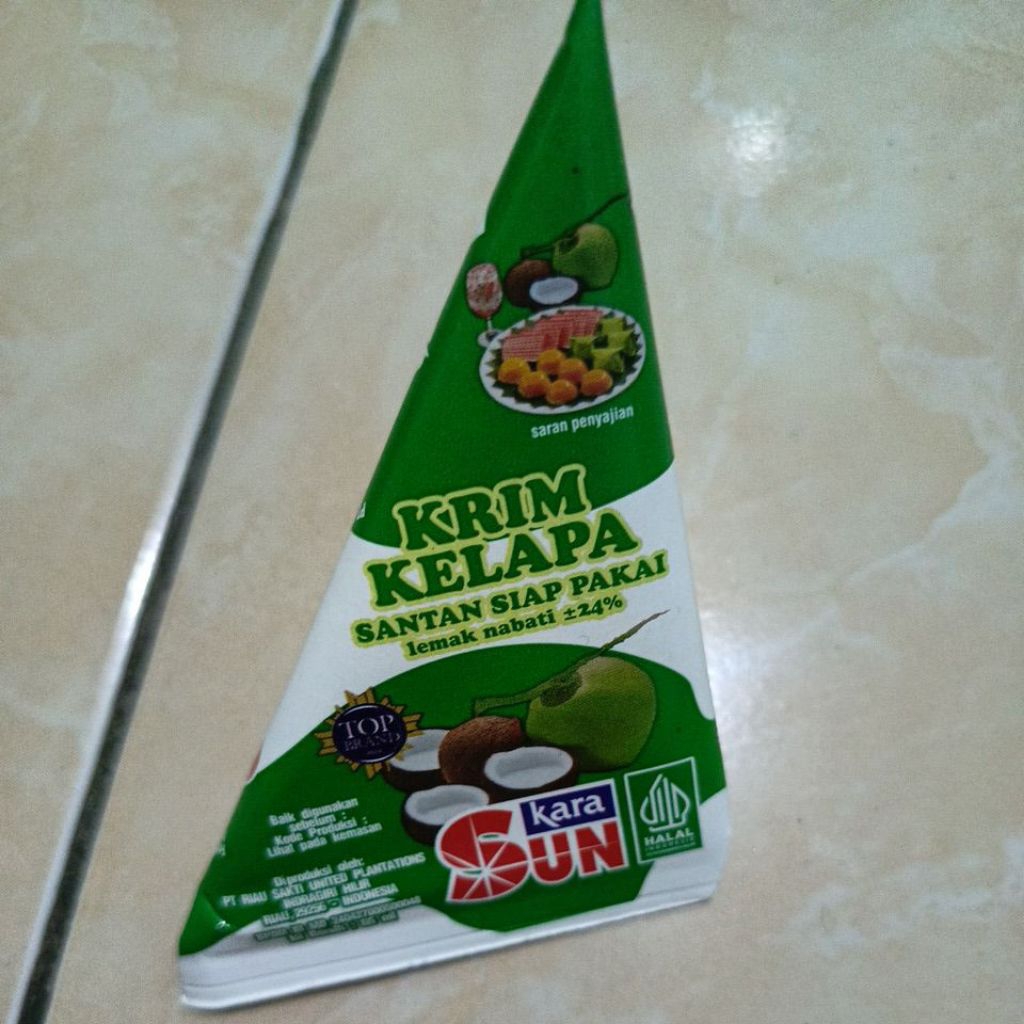 saran penyajian
KRIM
KELAPA
SANTAN SIAP PAKAI
lemak nabati ±24%
TOP
BRAND
kara
SUN
HALAL
INDONESIA
Baik digunakan
sebelum :
Kode Produksi :
Lihat pada kemasan
Diproduksi oleh:
PT RIAU SAKTI UNITED PLANTATIONS
INDRAGIRI HILIR
RIAU, 29256 - INDONESIA